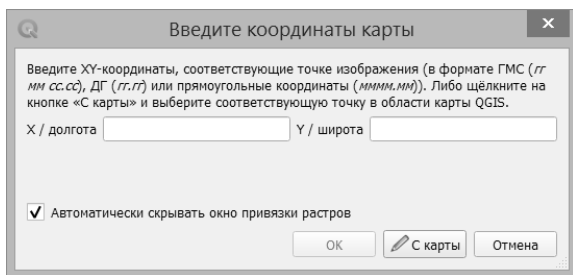 Введите координаты карты
Введите XY-координаты, соответствующие точке изображения (в формате ГМС (гг
мм сс.сс), ДГ (гг.гг) или прямоугольные координаты (мммм.мм)). Либо щёлкните на
кнопке «С карты» и выберите соответствующую точку в области карты QGIS.
X / долгота Y / широта
Автоматически скрывать окно привязки растров
OK С карты Отмена